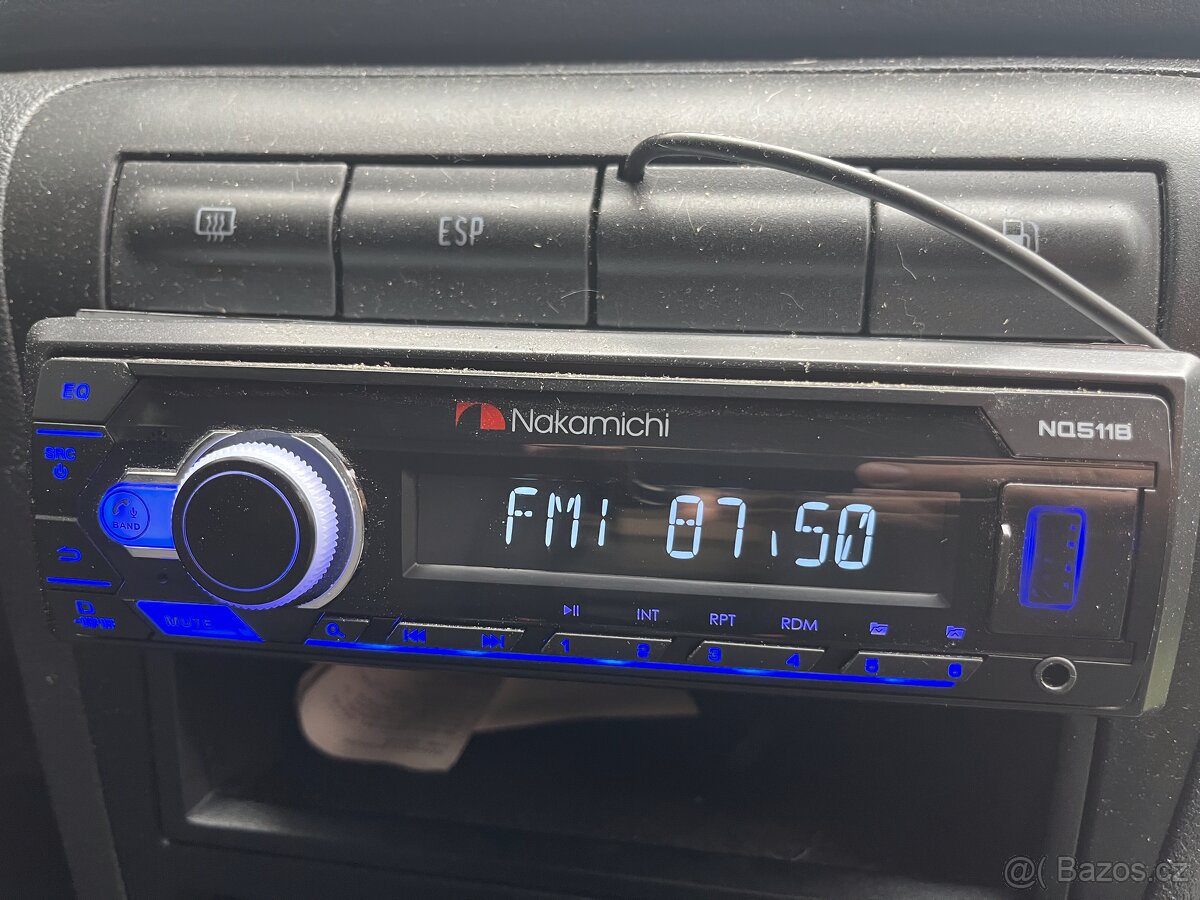 ESP
EQ
Nakamichi
NQ511B
SRC
BAND
FM1 87.50
MUTE
INT RPT RDM
1 2 3 4 5 6
@( Bazos.cz